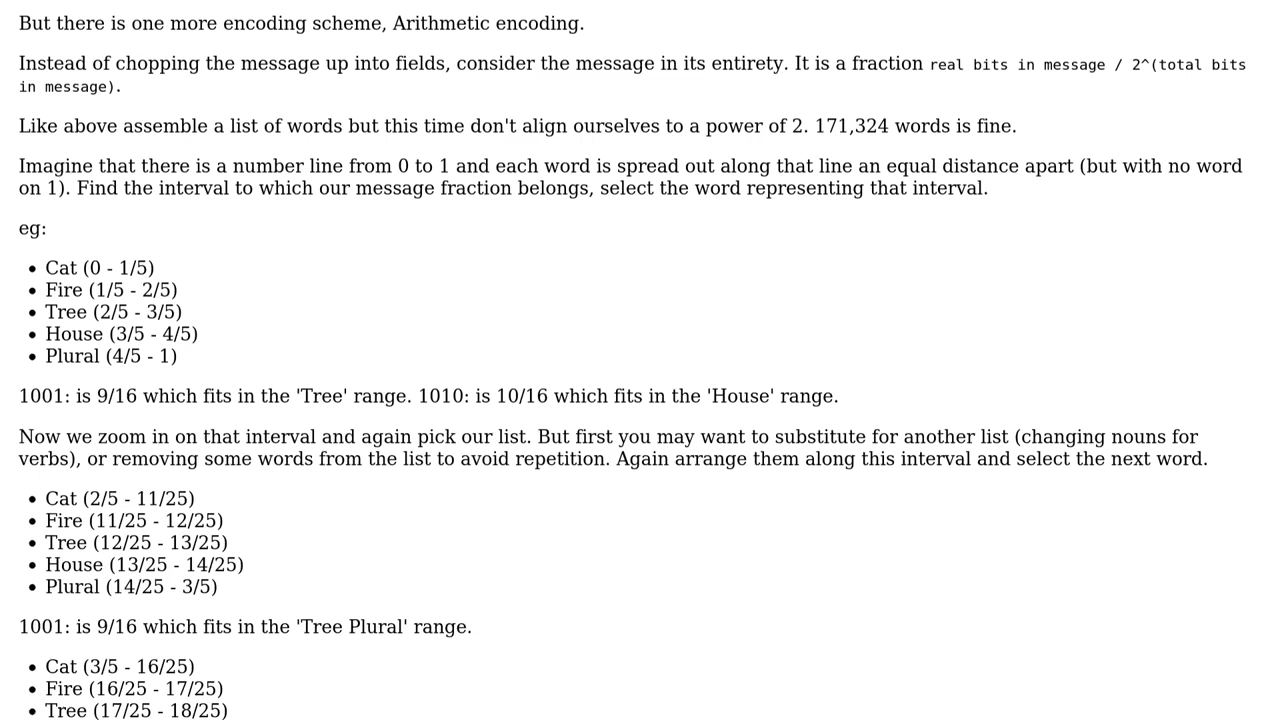 But there is one more encoding scheme, Arithmetic encoding.
Instead of chopping the message up into fields, consider the message in its entirety. It is a fraction real bits in message / 2^(total bits
in message).
Like above assemble a list of words but this time don't align ourselves to a power of 2. 171,324 words is fine.
Imagine that there is a number line from 0 to 1 and each word is spread out along that line an equal distance apart (but with no word
on 1). Find the interval to which our message fraction belongs, select the word representing that interval.
eg:
• Cat (0 - 1/5)
• Fire (1/5 - 2/5)
• Tree (2/5 - 3/5)
• House (3/5 - 4/5)
• Plural (4/5 - 1)
1001: is 9/16 which fits in the 'Tree' range. 1010: is 10/16 which fits in the 'House' range.
Now we zoom in on that interval and again pick our list. But first you may want to substitute for another list (changing nouns for
verbs), or removing some words from the list to avoid repetition. Again arrange them along this interval and select the next word.
• Cat (2/5 - 11/25)
• Fire (11/25 - 12/25)
• Tree (12/25 - 13/25)
• House (13/25 - 14/25)
• Plural (14/25 - 3/5)
1001: is 9/16 which fits in the 'Tree Plural' range.
• Cat (3/5 - 16/25)
• Fire (16/25 - 17/25)
• Tree (17/25 - 18/25)